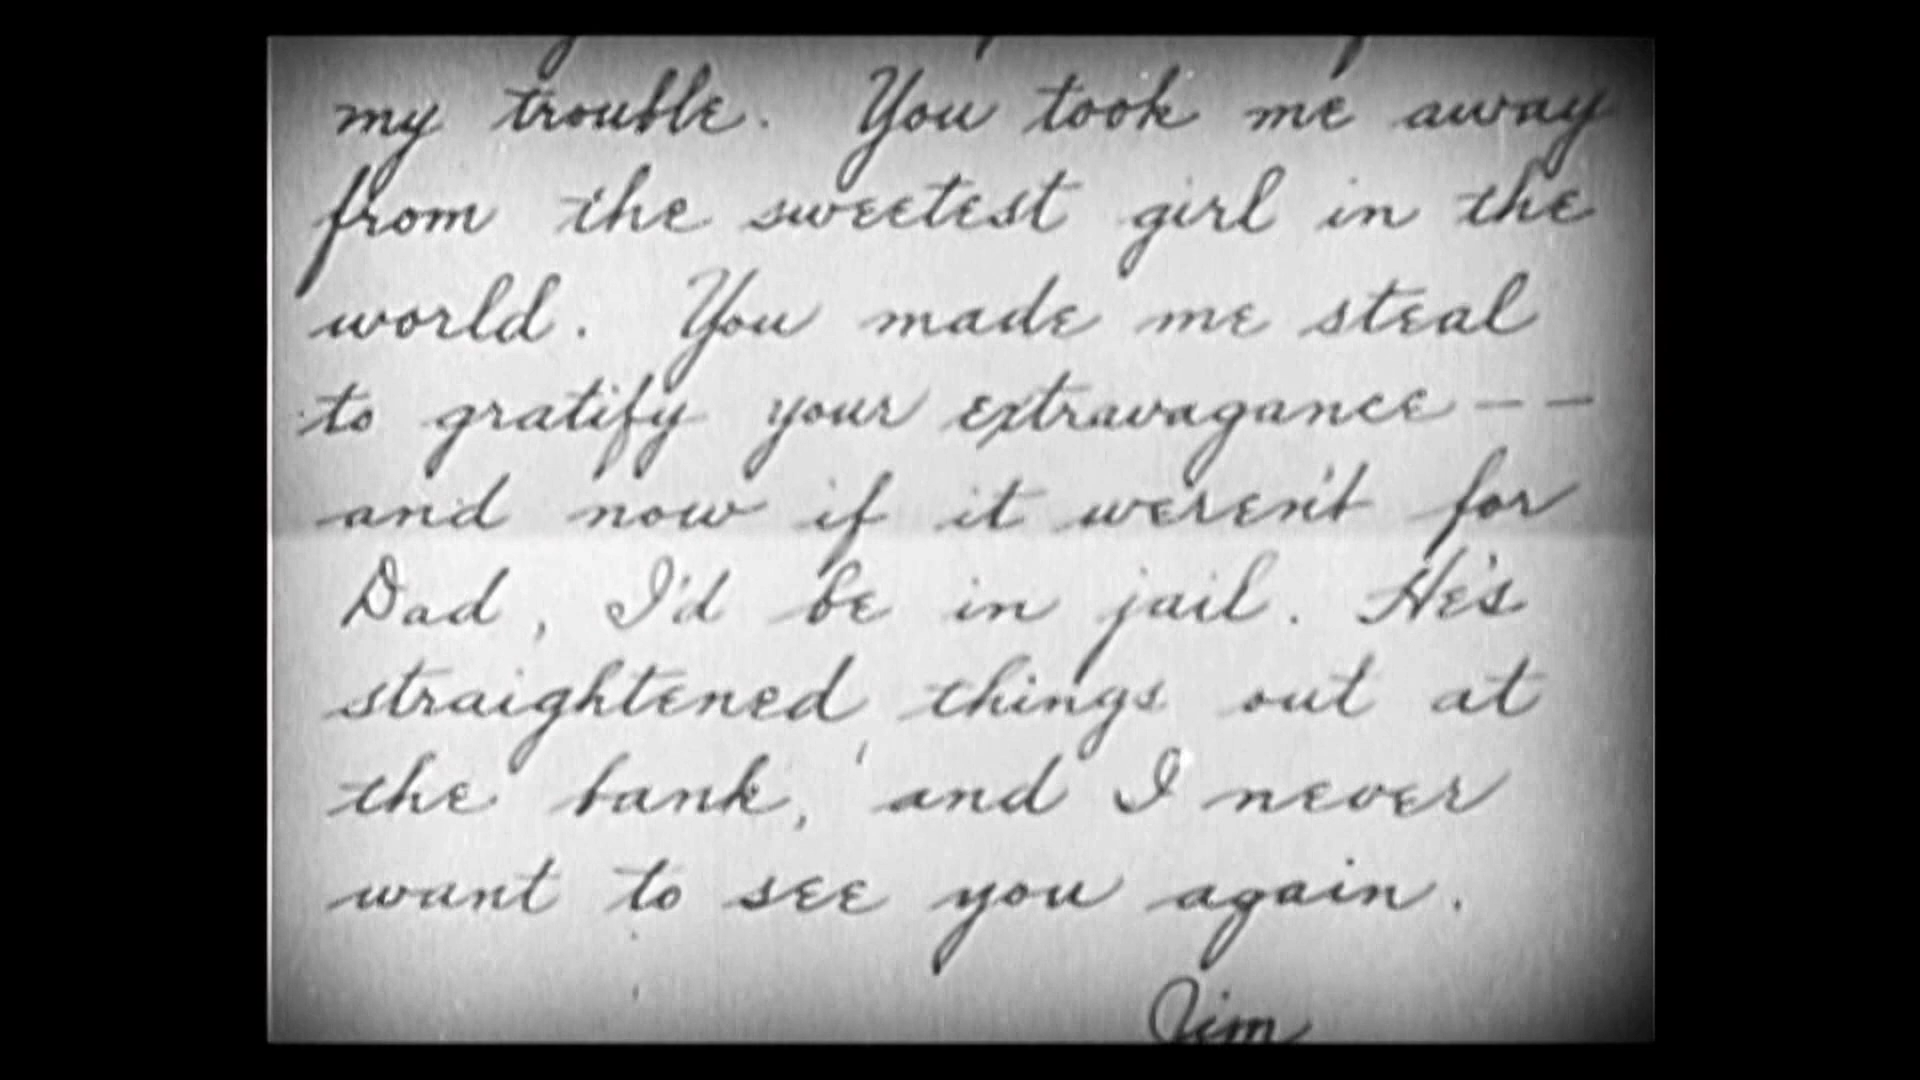 my trouble. You took me away
from the sweetest girl in the
world. You made me steal
to gratify your extravagance--
and now if it weren't for
Dad, I'd be in jail. He's
straightened things out at
the bank, and I never
want to see you again.
Jim